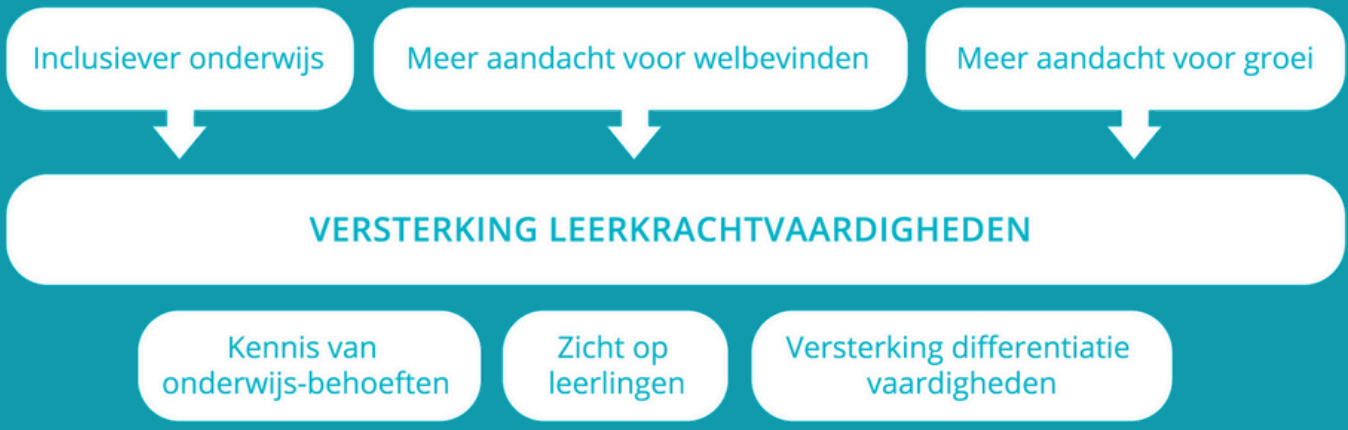 Inclusiever onderwijs
Meer aandacht voor welbevinden
Meer aandacht voor groei
VERSTERKING LEERKRACHTVAARDIGHEDEN
Kennis van
onderwijs-behoeften
Zicht op
leerlingen
Versterking differentiatie
vaardigheden